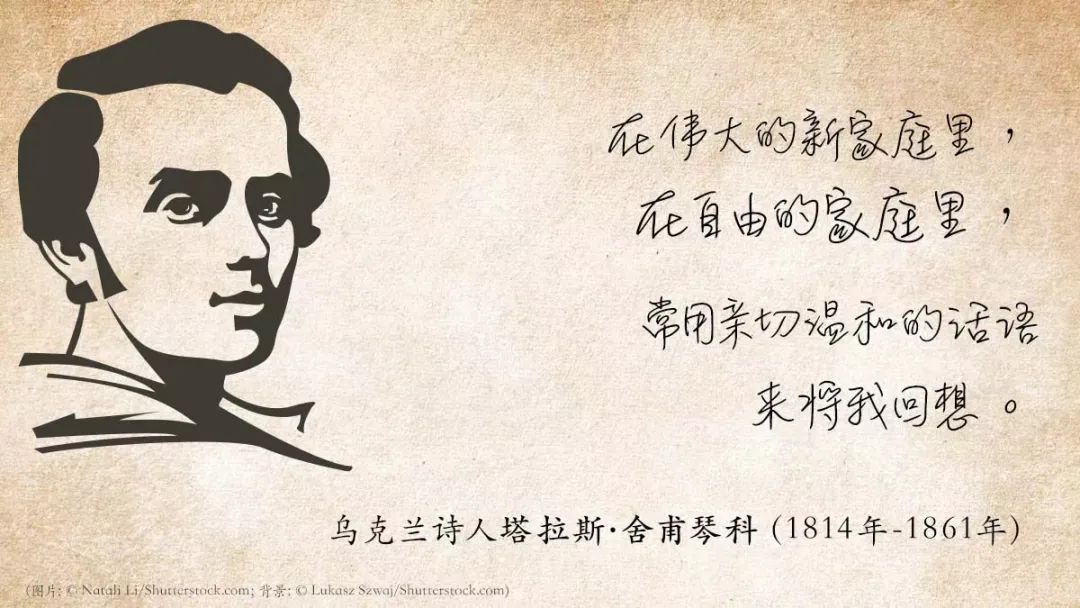 在伟大的新家庭里，
在自由的家庭里，
常用亲切温和的话语
来将我回想。
乌克兰诗人塔拉斯·舍甫琴科 (1814年-1861年)
(图片: © Natali Li/Shutterstock.com; 背景: © Lukasz Szwaj/Shutterstock.com)